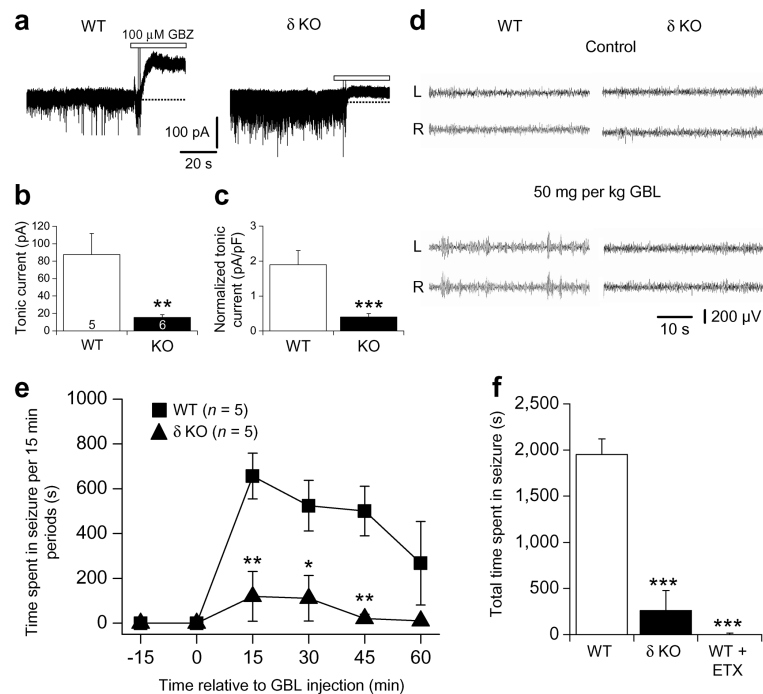 a
WT
δ KO
100 µM GBZ
100 pA
20 s
b
c
Tonic current (pA)
120
100
80
60
40
20
0
5
**
6
WT
KO
Normalized tonic
current (pA/pF)
4
3
2
1
0
***
WT
KO
d
WT
δ KO
Control
L
R
50 mg per kg GBL
L
R
10 s
200 µV
e
Time spent in seizure per 15 min
periods (s)
1000
800
600
400
200
0
WT (n = 5)
δ KO (n = 5)
**
*
**
-15
0
15
30
45
60
Time relative to GBL injection (min)
f
Total time spent in seizure (s)
2,500
2,000
1,500
1,000
500
0
***
***
WT
δ KO
WT +
ETX